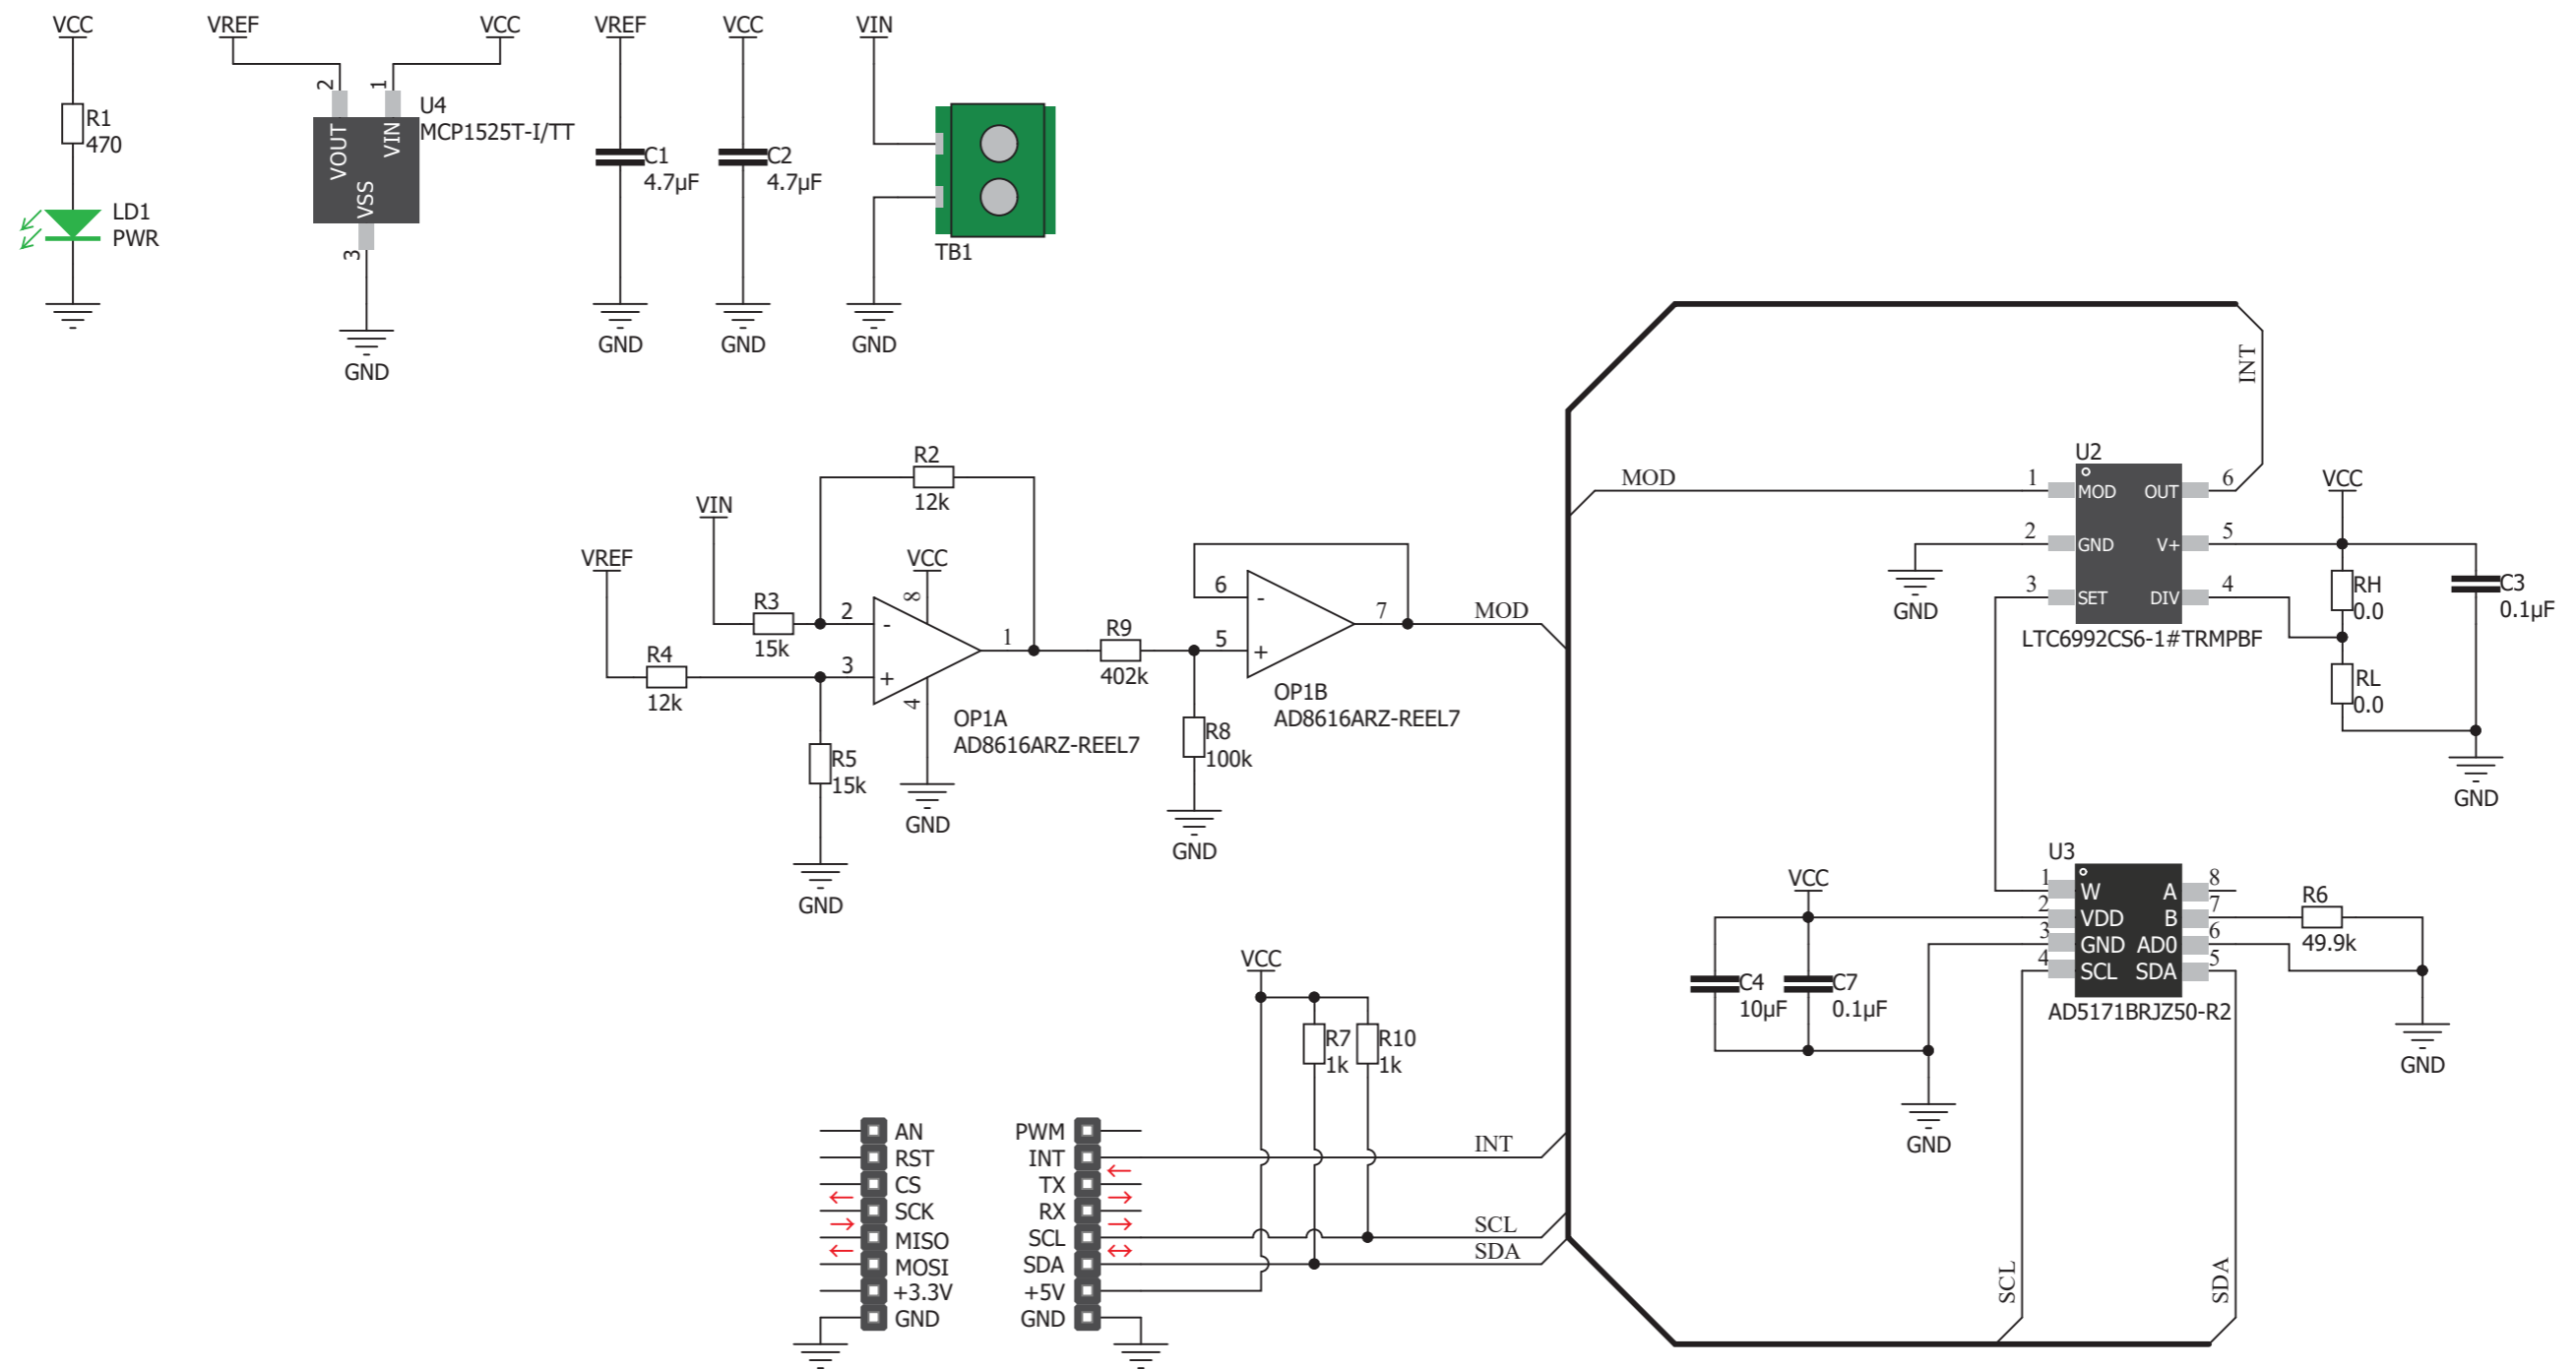 VCC
R1
470
LD1
PWR
VREF
VCC
2
1
U4
MCP1525T-I/TT
VOUT
VIN
VSS
3
GND
VREF
C1
4.7µF
GND
VCC
C2
4.7µF
GND
VIN
TB1
GND
R2
12k
VIN
R3
15k
VREF
R4
12k
VCC
8
2
-
3
+
1
4
R5
15k
GND
GND
OP1A
AD8616ARZ-REEL7
R9
402k
6
-
5
+
7
MOD
OP1B
AD8616ARZ-REEL7
R8
100k
GND
INT
MOD
U2
1
MOD
OUT
6
2
GND
V+
5
3
SET
DIV
4
LTC6992CS6-1#TRMPBF
GND
VCC
RH
0.0
RL
0.0
C3
0.1µF
GND
U3
1
W
A
8
2
VDD
B
7
3
GND
AD0
6
4
SCL
SDA
5
AD5171BRJZ50-R2
R6
49.9k
GND
VCC
C4
10µF
C7
0.1µF
GND
SCL
SDA
VCC
R7
1k
R10
1k
AN
RST
CS
SCK
MISO
MOSI
+3.3V
GND
PWM
INT
TX
RX
SCL
SDA
+5V
GND
INT
SCL
SDA